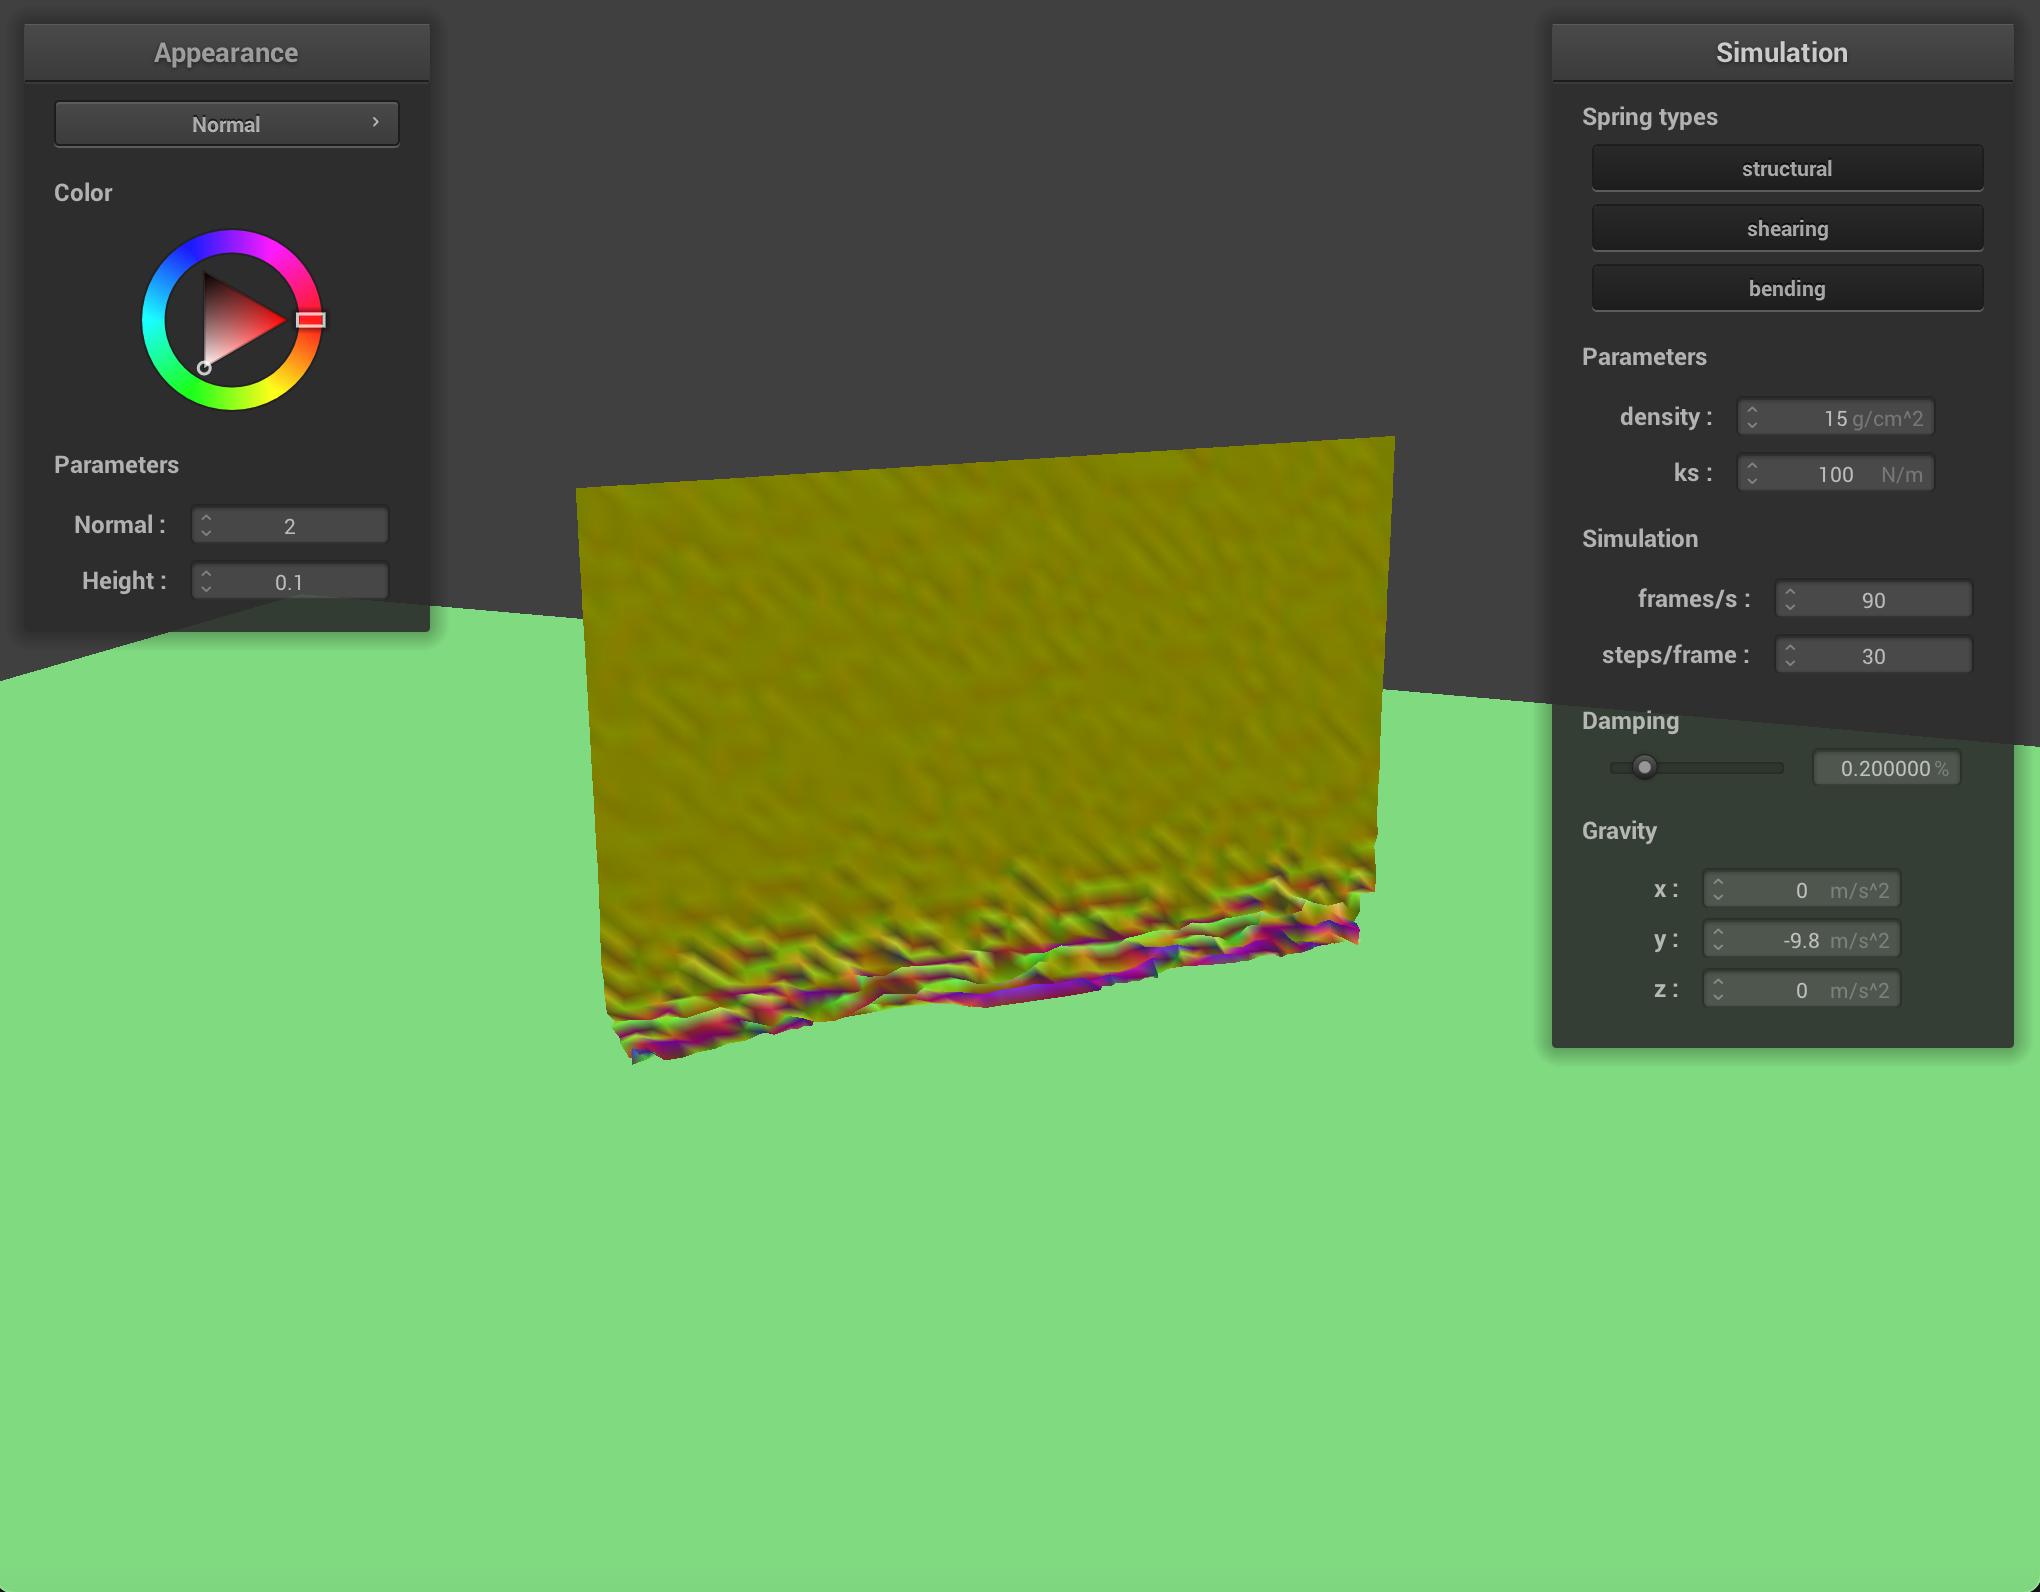 Appearance
Normal
Color
Parameters
Normal : 2
Height : 0.1
Simulation
Spring types
structural
shearing
bending
Parameters
density : 15 g/cm^2
ks : 100 N/m
Simulation
frames/s : 90
steps/frame : 30
Damping
0.200000 %
Gravity
x : 0 m/s^2
y : -9.8 m/s^2
z : 0 m/s^2